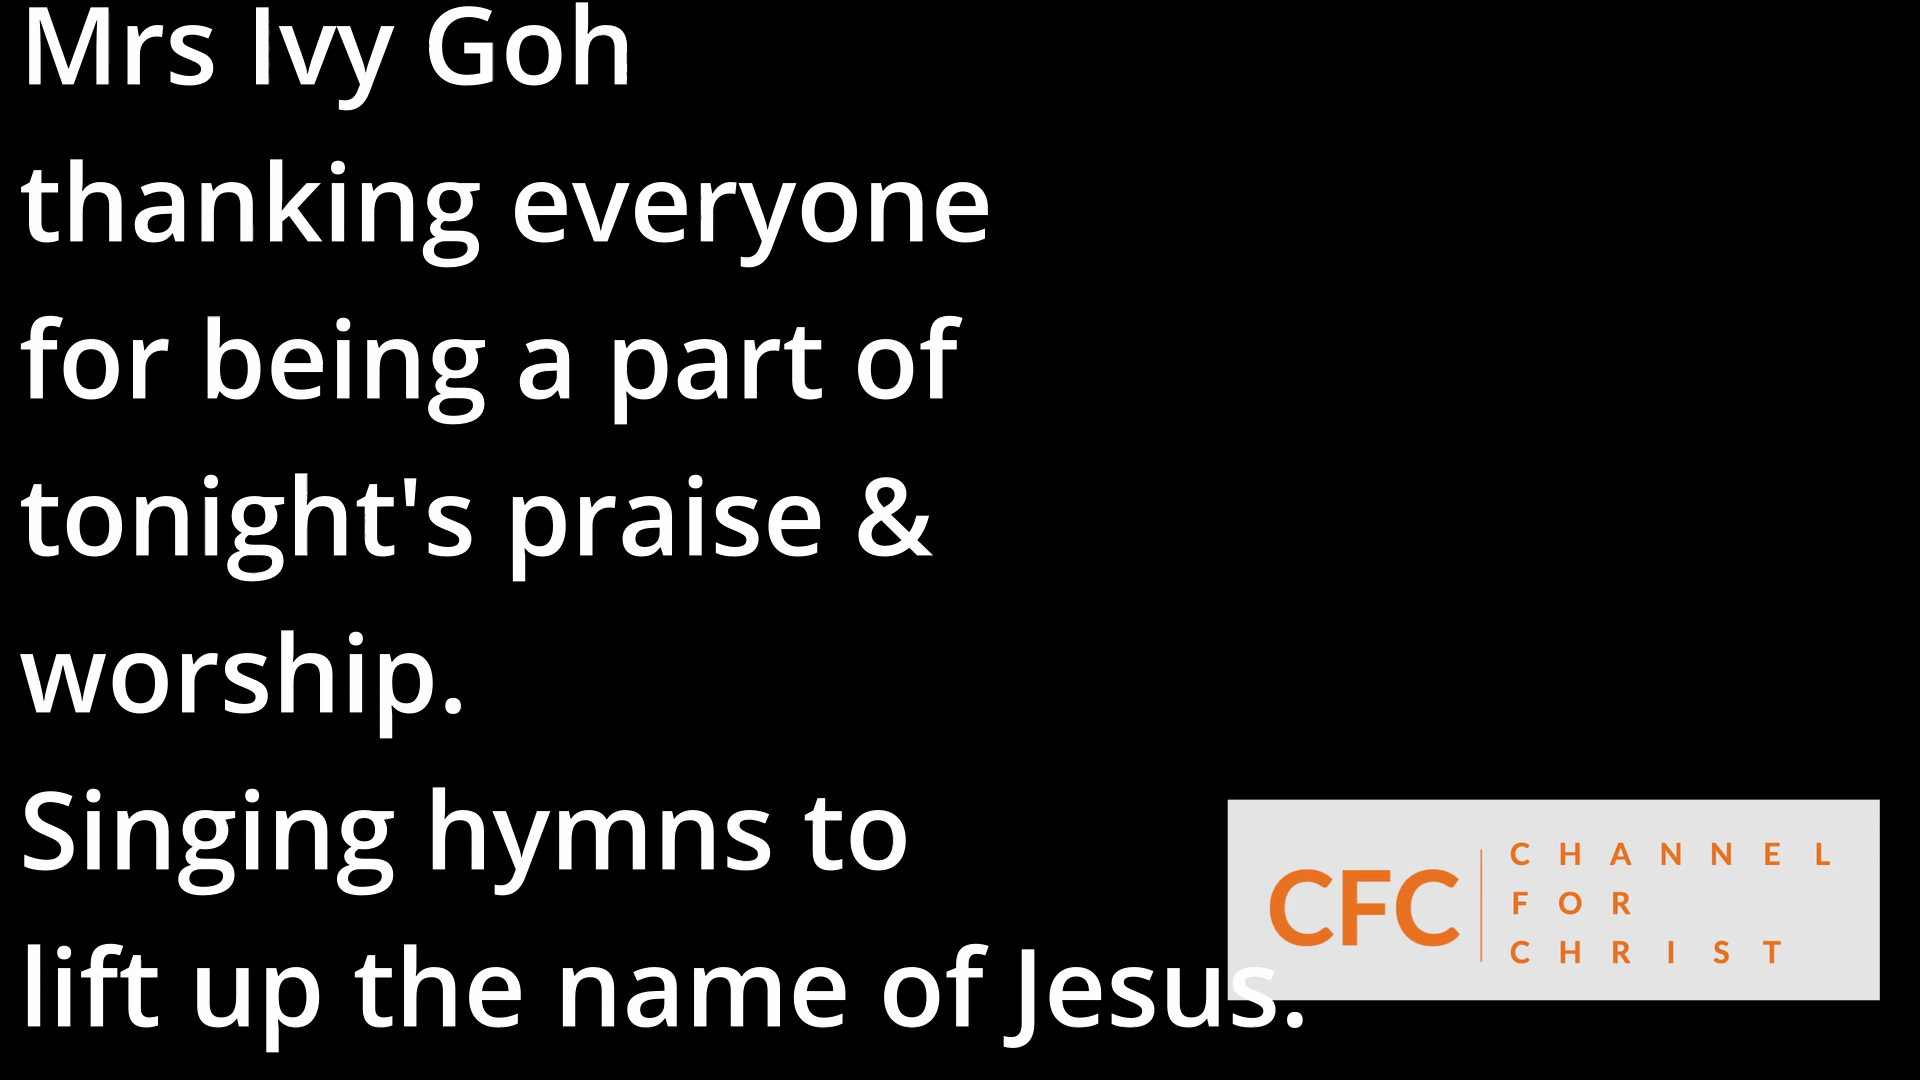 Mrs Ivy Goh
thanking everyone
for being a part of
tonight's praise &
worship.
Singing hymns to
lift up the name of Jesus.
CFC
CHANNEL
FOR
CHRIST